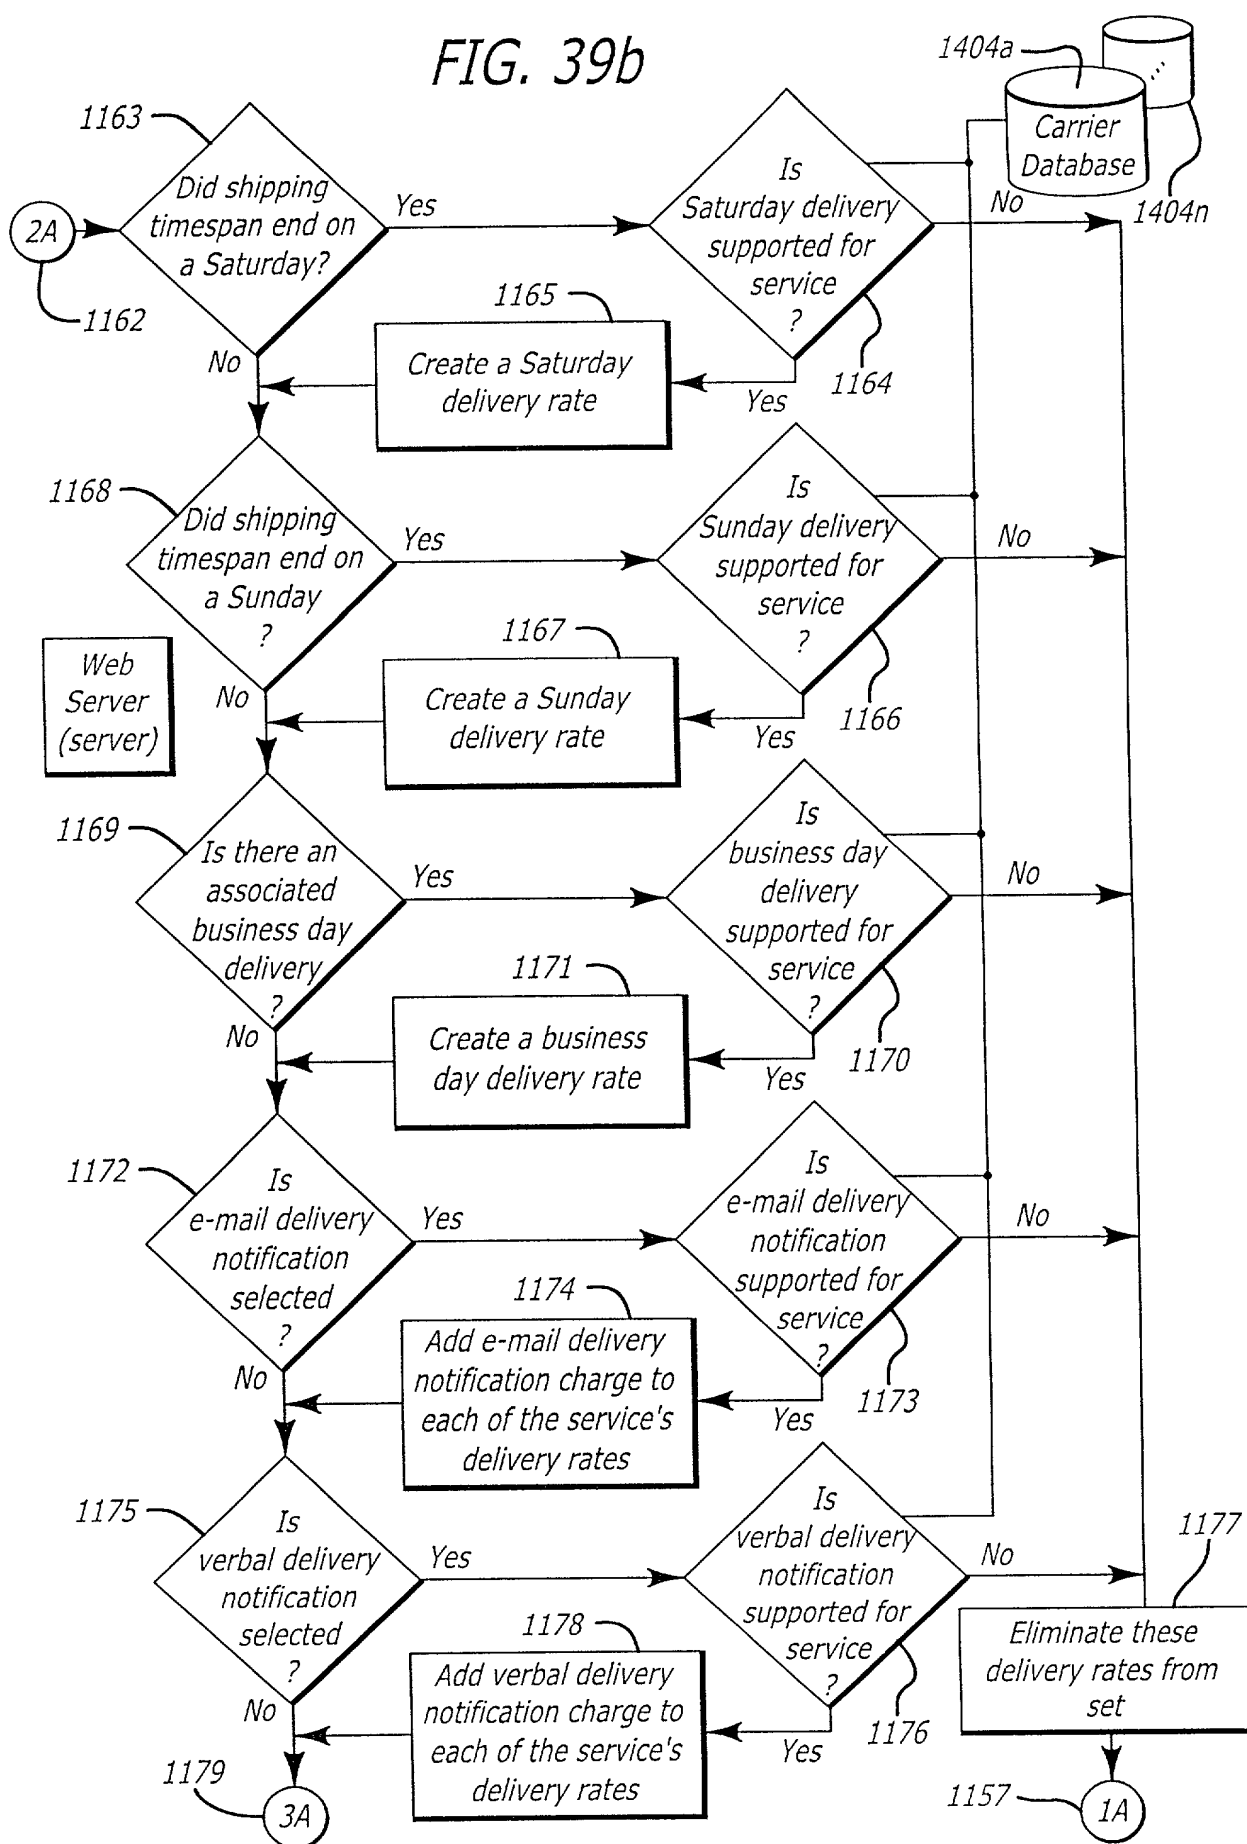 FIG. 39b
1404a
Carrier
Database
1404n
1163
Did shipping
timespan end on
a Saturday?
Yes
Is
Saturday delivery
supported for
service
?
No
2A
1162
1165
Create a Saturday
delivery rate
No
Yes
1164
1168
Did shipping
timespan end on
a Sunday
?
Yes
Is
Sunday delivery
supported for
service
?
No
Web
Server
(server)
1167
Create a Sunday
delivery rate
No
Yes
1166
1169
Is there an
associated
business day
delivery
?
Yes
Is
business day
delivery
supported for
service
?
No
1171
Create a business
day delivery rate
No
Yes
1170
1172
Is
e-mail delivery
notification
selected
?
Yes
Is
e-mail delivery
notification
supported for
service
?
No
1174
Add e-mail delivery
notification charge to
each of the service's
delivery rates
No
Yes
1173
1175
Is
verbal delivery
notification
selected
?
Yes
Is
verbal delivery
notification
supported for
service
?
No
1177
Eliminate these
delivery rates from
set
1178
Add verbal delivery
notification charge to
each of the service's
delivery rates
No
Yes
1176
1179
3A
1157
1A